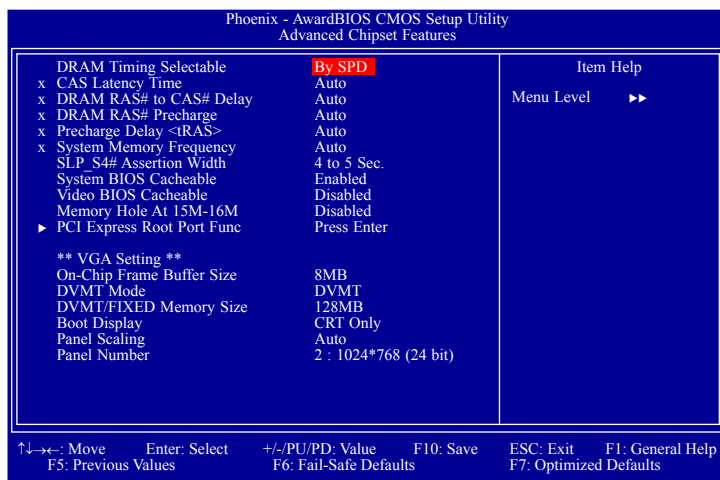 Phoenix - AwardBIOS CMOS Setup Utility
Advanced Chipset Features
DRAM Timing Selectable By SPD
x CAS Latency Time Auto
x DRAM RAS# to CAS# Delay Auto
x DRAM RAS# Precharge Auto
x Precharge Delay <tRAS> Auto
x System Memory Frequency Auto
SLP_S4# Assertion Width 4 to 5 Sec.
System BIOS Cacheable Enabled
Video BIOS Cacheable Disabled
Memory Hole At 15M-16M Disabled
▶ PCI Express Root Port Func Press Enter
** VGA Setting **
On-Chip Frame Buffer Size 8MB
DVMT Mode DVMT
DVMT/FIXED Memory Size 128MB
Boot Display CRT Only
Panel Scaling Auto
Panel Number 2 : 1024*768 (24 bit)
Item Help
Menu Level ▶▶
↑↓→←: Move Enter: Select +/-/PU/PD: Value F10: Save ESC: Exit F1: General Help
F5: Previous Values F6: Fail-Safe Defaults F7: Optimized Defaults